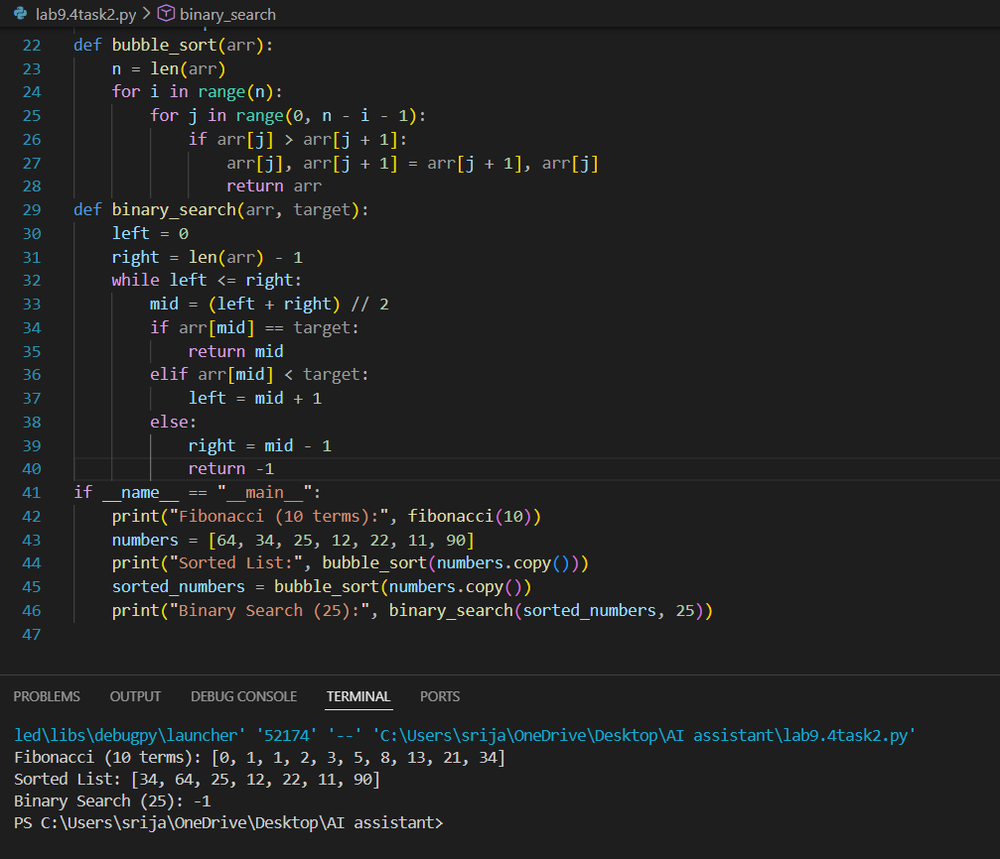 lab9.4task2.py > binary_search
22 def bubble_sort(arr):
23     n = len(arr)
24     for i in range(n):
25         for j in range(0, n - i - 1):
26             if arr[j] > arr[j + 1]:
27                 arr[j], arr[j + 1] = arr[j + 1], arr[j]
28                 return arr
29 def binary_search(arr, target):
30     left = 0
31     right = len(arr) - 1
32     while left <= right:
33         mid = (left + right) // 2
34         if arr[mid] == target:
35             return mid
36         elif arr[mid] < target:
37             left = mid + 1
38         else:
39             right = mid - 1
40             return -1
41 if __name__ == "__main__":
42     print("Fibonacci (10 terms):", fibonacci(10))
43     numbers = [64, 34, 25, 12, 22, 11, 90]
44     print("Sorted List:", bubble_sort(numbers.copy()))
45     sorted_numbers = bubble_sort(numbers.copy())
46     print("Binary Search (25):", binary_search(sorted_numbers, 25))
47
PROBLEMS OUTPUT DEBUG CONSOLE TERMINAL PORTS
led\libs\debugpy\launcher' '52174' '--' 'C:\Users\srija\OneDrive\Desktop\AI assistant\lab9.4task2.py'
Fibonacci (10 terms): [0, 1, 1, 2, 3, 5, 8, 13, 21, 34]
Sorted List: [34, 64, 25, 12, 22, 11, 90]
Binary Search (25): -1
PS C:\Users\srija\OneDrive\Desktop\AI assistant>